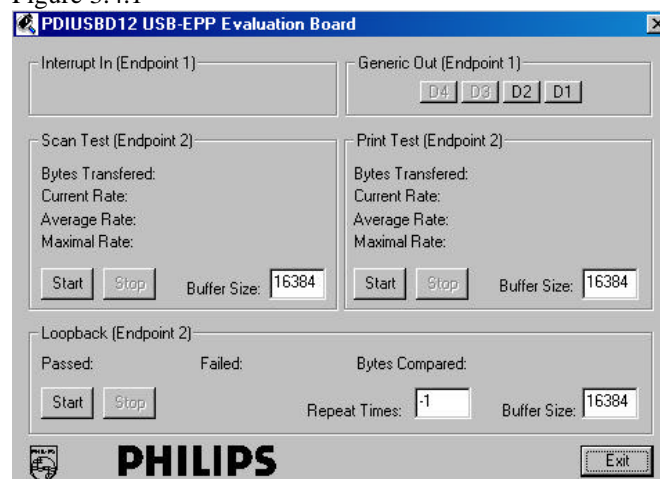 Figure 3.4.1
PDIUSBD12 USB-EPP Evaluation Board
Interrupt In (Endpoint 1)
Generic Out (Endpoint 1)
D4 D3 D2 D1
Scan Test (Endpoint 2)
Bytes Transfered:
Current Rate:
Average Rate:
Maximal Rate:
Start Stop Buffer Size: 16384
Print Test (Endpoint 2)
Bytes Transfered:
Current Rate:
Average Rate:
Maximal Rate:
Start Stop Buffer Size: 16384
Loopback (Endpoint 2)
Passed: Failed: Bytes Compared:
Start Stop Repeat Times: -1 Buffer Size: 16384
PHILIPS
Exit